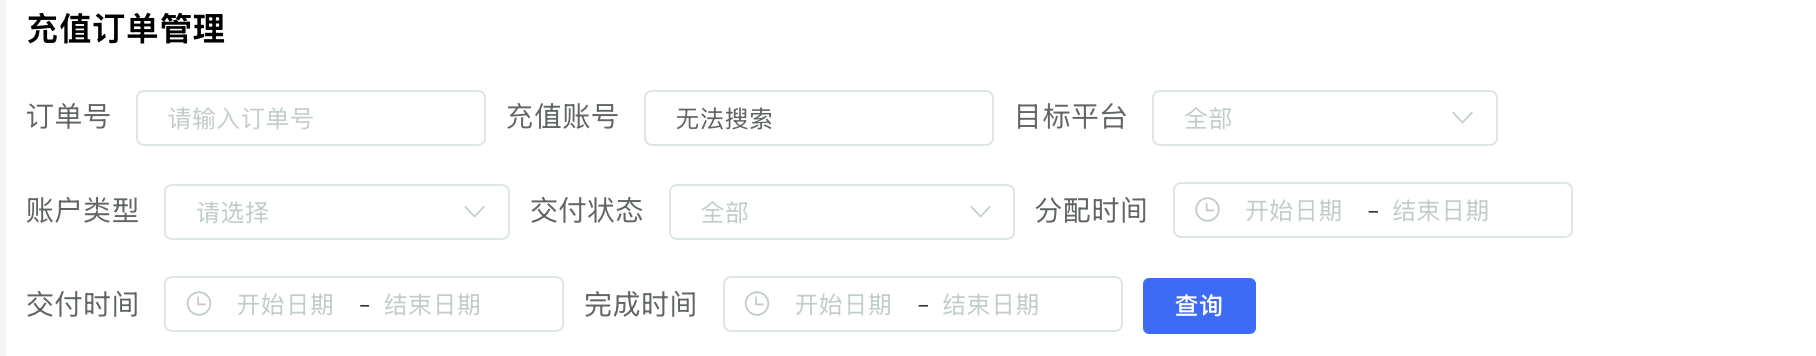 充值订单管理
订单号 请输入订单号 充值账号 无法搜索 目标平台 全部
账户类型 请选择 交付状态 全部 分配时间 开始日期 - 结束日期
交付时间 开始日期 - 结束日期 完成时间 开始日期 - 结束日期 查询